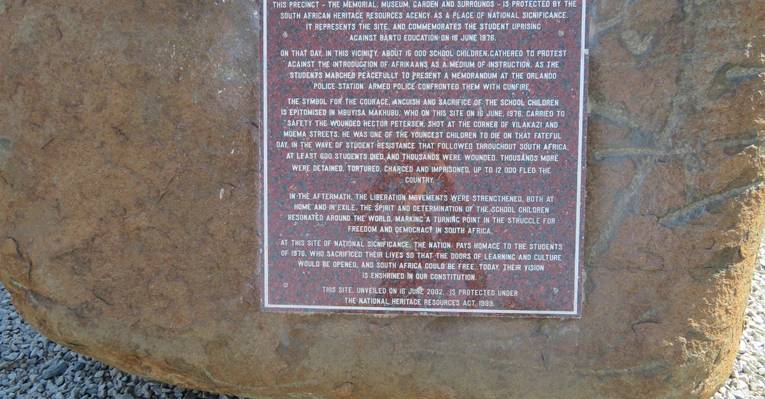 THIS PRECINCT - THE MEMORIAL, MUSEUM, GARDEN AND SURROUNDS - IS PROTECTED BY THE
SOUTH AFRICAN HERITAGE RESOURCES AGENCY AS A PLACE OF NATIONAL SIGNIFICANCE.
IT REPRESENTS THE SITE, AND COMMEMORATES THE STUDENT UPRISING
AGAINST BANTU EDUCATION ON 16 JUNE 1976.
ON THAT DAY, IN THIS VICINITY, ABOUT 15 000 SCHOOL CHILDREN GATHERED TO PROTEST
AGAINST THE INTRODUCTION OF AFRIKAANS AS A MEDIUM OF INSTRUCTION. AS THE
STUDENTS MARCHED PEACEFULLY TO PRESENT A MEMORANDUM AT THE ORLANDO
POLICE STATION ARMED POLICE CONFRONTED THEM WITH GUNFIRE.
THE SYMBOL FOR THE COURAGE, ANGUISH AND SACRIFICE OF THE SCHOOL CHILDREN
IS EPITOMISED IN MBUYISA MAKHUBU, WHO ON THIS SITE ON 16 JUNE, 1976, CARRIED TO
SAFETY THE WOUNDED HECTOR PETERSEN, SHOT AT THE CORNER OF VILAKAZI AND
MOEMA STREETS. HE WAS ONE OF THE YOUNGEST CHILDREN TO DIE ON THAT FATEFUL
DAY. IN THE WAVE OF STUDENT RESISTANCE THAT FOLLOWED THROUGHOUT SOUTH AFRICA,
AT LEAST 600 STUDENTS DIED AND THOUSANDS WERE WOUNDED. THOUSANDS MORE
WERE DETAINED, TORTURED, CHARGED AND IMPRISONED. UP TO 12 000 FLED THE
COUNTRY.
IN THE AFTERMATH, THE LIBERATION MOVEMENTS WERE STRENGTHENED, BOTH AT
HOME AND IN EXILE. THE SPIRIT AND DETERMINATION OF THE SCHOOL CHILDREN
RESONATED AROUND THE WORLD, MARKING A TURNING POINT IN THE STRUGGLE FOR
FREEDOM AND DEMOCRACY IN SOUTH AFRICA.
AT THIS SITE OF NATIONAL SIGNIFICANCE, THE NATION PAYS HOMAGE TO THE STUDENTS
OF 1976, WHO SACRIFICED THEIR LIVES SO THAT THE DOORS OF LEARNING AND CULTURE
WOULD BE OPENED, AND SOUTH AFRICA COULD BE FREE. TODAY, THEIR VISION
IS ENSHRINED IN OUR CONSTITUTION.
THIS SITE, UNVEILED ON 16 JUNE 2002, IS PROTECTED UNDER
THE NATIONAL HERITAGE RESOURCES ACT, 1999.